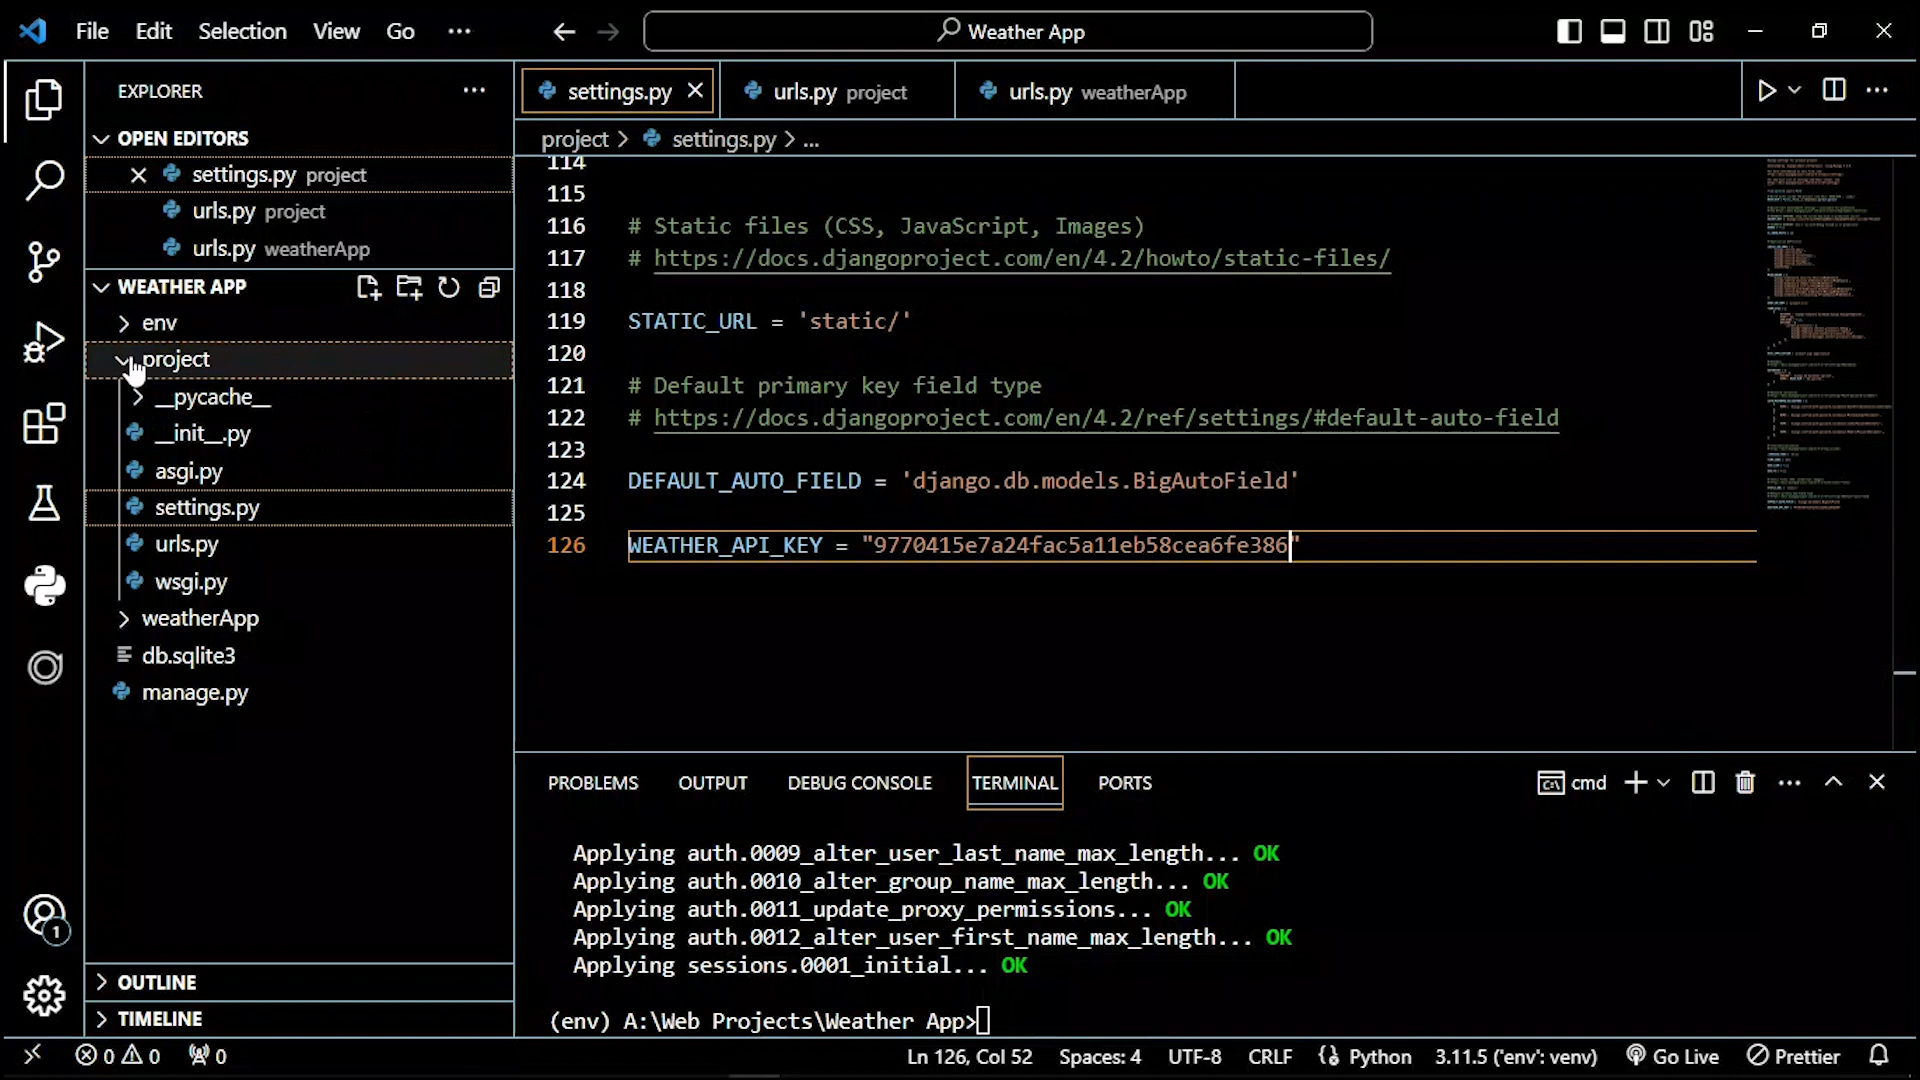 File Edit Selection View Go ...
Weather App
EXPLORER ...
OPEN EDITORS
settings.py project
urls.py project
urls.py weatherApp
WEATHER APP
env
project
__pycache__
__init__.py
asgi.py
settings.py
urls.py
wsgi.py
weatherApp
db.sqlite3
manage.py
OUTLINE
TIMELINE
settings.py
urls.py project
urls.py weatherApp
project > settings.py > ...
114
115
116 # Static files (CSS, JavaScript, Images)
117 # https://docs.djangoproject.com/en/4.2/howto/static-files/
118
119 STATIC_URL = 'static/'
120
121 # Default primary key field type
122 # https://docs.djangoproject.com/en/4.2/ref/settings/#default-auto-field
123
124 DEFAULT_AUTO_FIELD = 'django.db.models.BigAutoField'
125
126 WEATHER_API_KEY = "9770415e7a24fac5a11eb58cea6fe386"
PROBLEMS OUTPUT DEBUG CONSOLE TERMINAL PORTS
cmd
Applying auth.0009_alter_user_last_name_max_length... OK
Applying auth.0010_alter_group_name_max_length... OK
Applying auth.0011_update_proxy_permissions... OK
Applying auth.0012_alter_user_first_name_max_length... OK
Applying sessions.0001_initial... OK
(env) A:\Web Projects\Weather App>
1
0 0 0
Ln 126, Col 52 Spaces: 4 UTF-8 CRLF Python 3.11.5 ('env': venv) Go Live Prettier